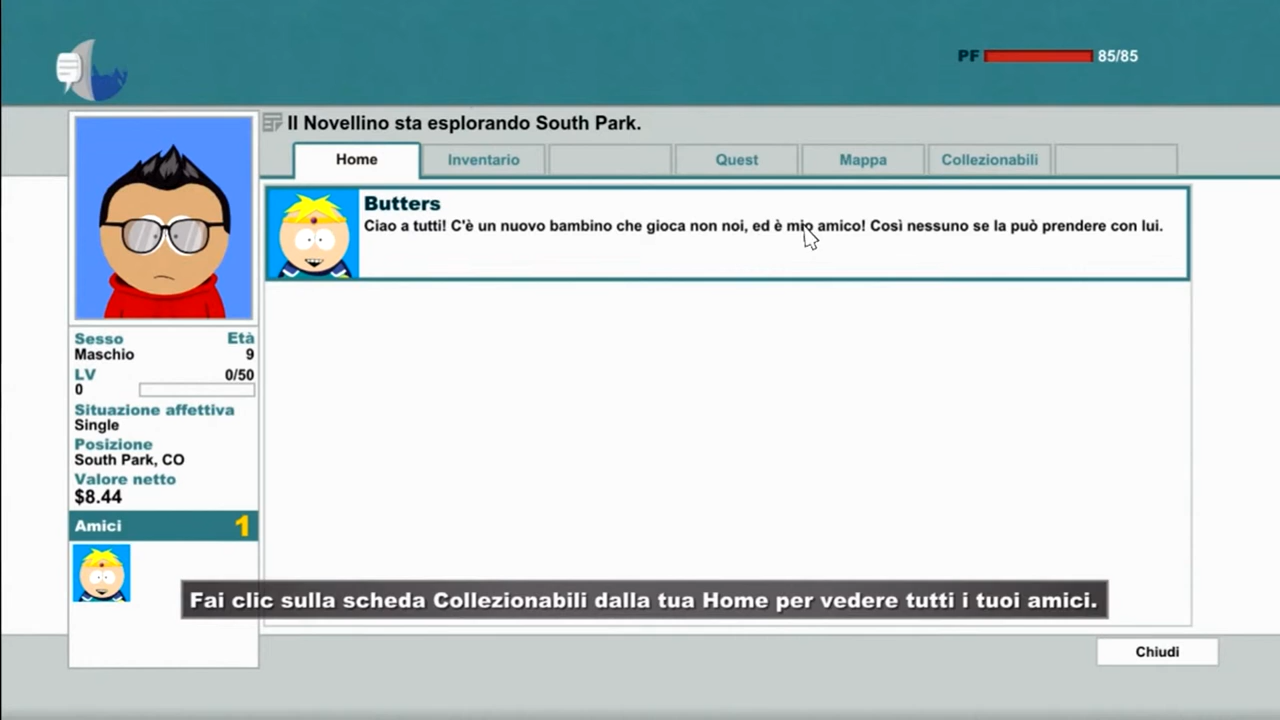 PF 85/85
Il Novellino sta esplorando South Park.
Home Inventario Quest Mappa Collezionabili
Butters
Ciao a tutti! C'è un nuovo bambino che gioca non noi, ed è mio amico! Così nessuno se la può prendere con lui.
Sesso Età
Maschio 9
LV 0/50
0
Situazione affettiva
Single
Posizione
South Park, CO
Valore netto
$8.44
Amici 1
Fai clic sulla scheda Collezionabili dalla tua Home per vedere tutti i tuoi amici.
Chiudi